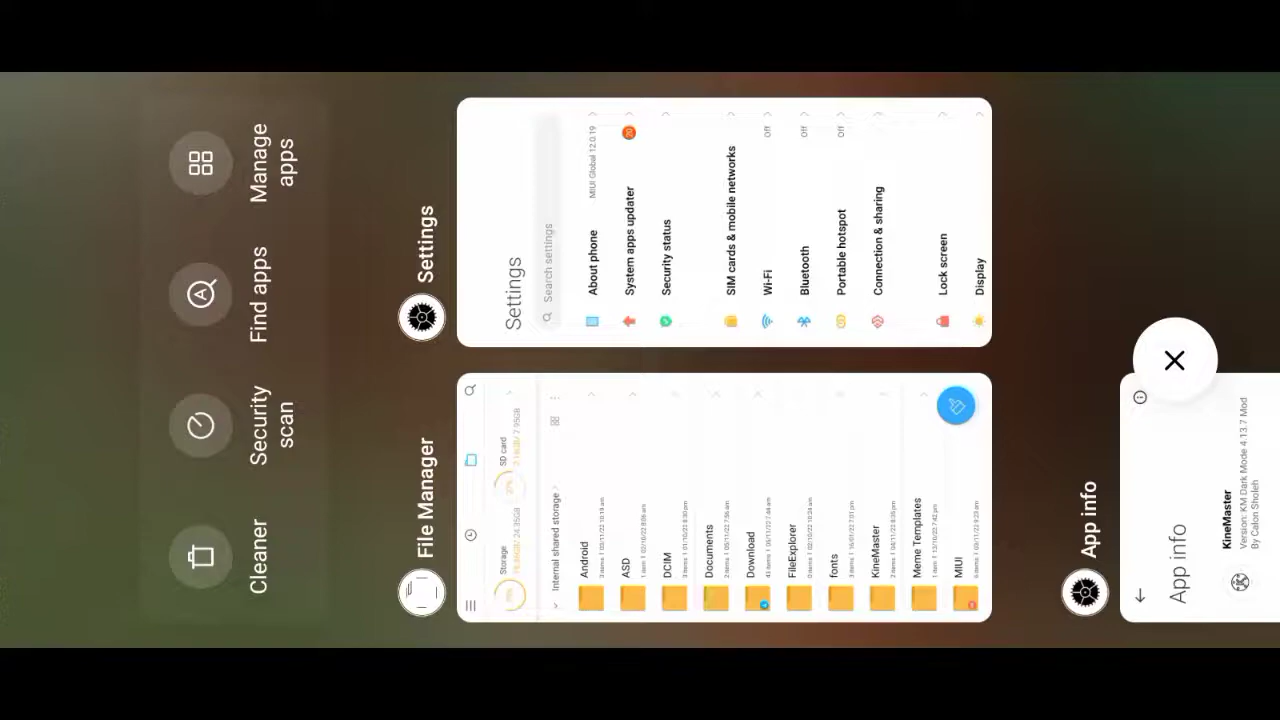 Cleaner
Security
scan
Find apps
Manage
apps
File Manager
Storage
SD card
Internal shared storage
Android
ASD
DCIM
Documents
Download
FileExplorer
fonts
KineMaster
Meme Templates
MIUI
Settings
Settings
Search settings
About phone
MIUI Global 12.0.19
System apps updater
20
Security status
SIM cards & mobile networks
Wi-Fi
Off
Bluetooth
Off
Portable hotspot
Off
Connection & sharing
Lock screen
Display
App info
App info
KineMaster
Version: KM Dark Mode 4.13.7 Mod
By Calon Sholeh